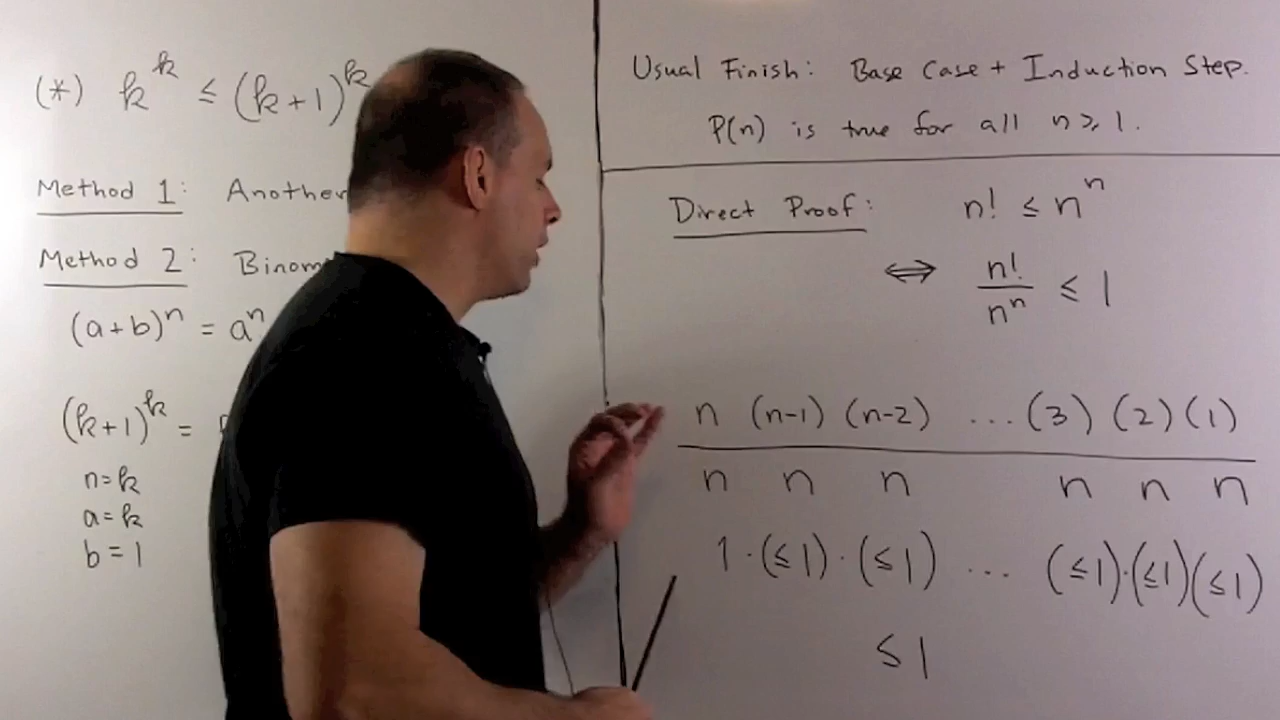 (*) k^k ≤ (k+1)^k
Method 1: Another
Method 2:
(a+b)^n = a^n
(k+1)^k =
n=k
a=k
b=1
Usual Finish: Base Case + Induction Step.
P(n) is true for all n ≥ 1.
Direct Proof: n! ≤ n^n
⟺ n!/n^n ≤ 1
n (n-1) (n-2) ... (3) (2) (1)
n n n n n n
1·(≤1)·(≤1) ... (≤1)·(≤1)(≤1)
≤ 1